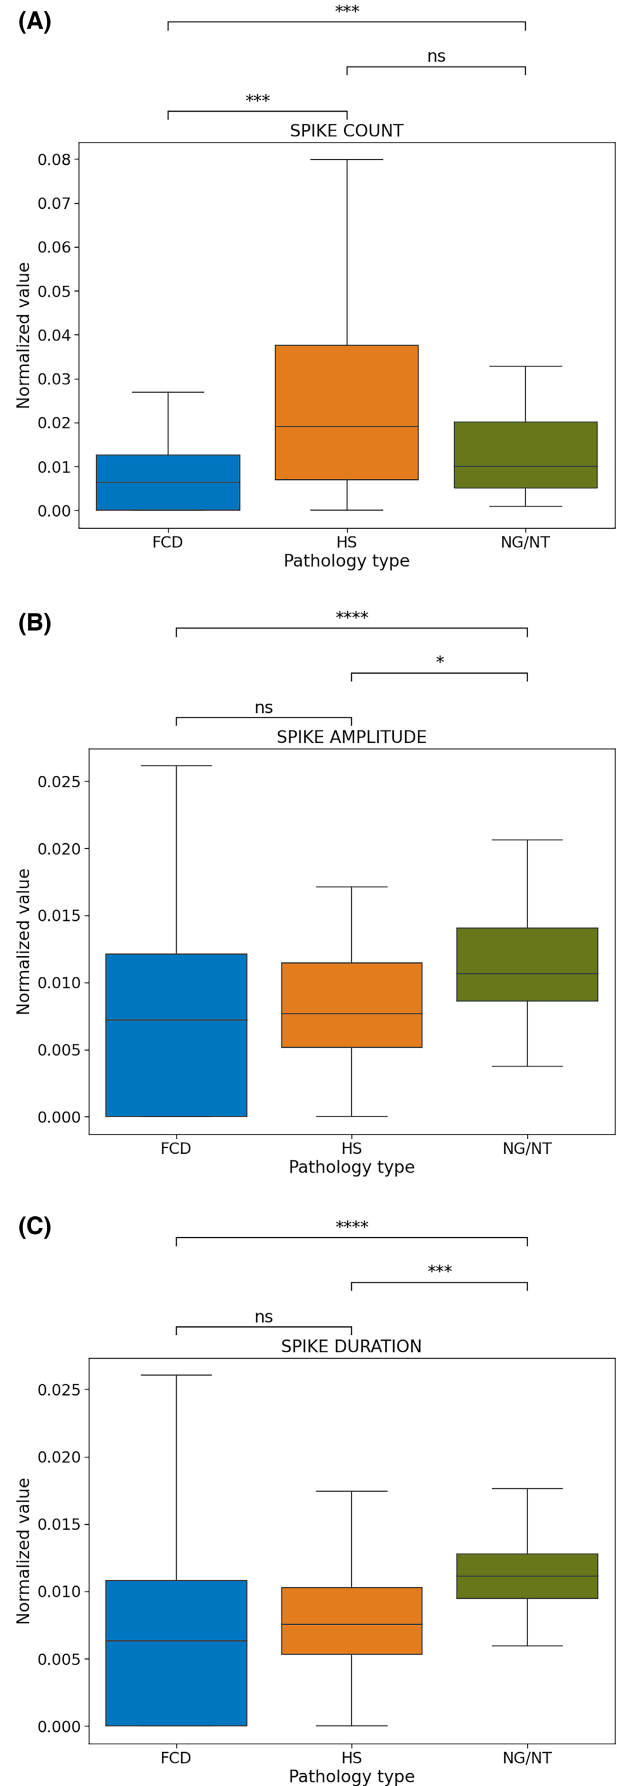 (A)
***
ns
***
SPIKE COUNT
0.08
0.07
0.06
0.05
0.04
0.03
0.02
0.01
0.00
Normalized value
FCD HS NG/NT
Pathology type
(B)
****
*
ns
SPIKE AMPLITUDE
0.025
0.020
0.015
0.010
0.005
0.000
Normalized value
FCD HS NG/NT
Pathology type
(C)
****
***
ns
SPIKE DURATION
0.025
0.020
0.015
0.010
0.005
0.000
Normalized value
FCD HS NG/NT
Pathology type